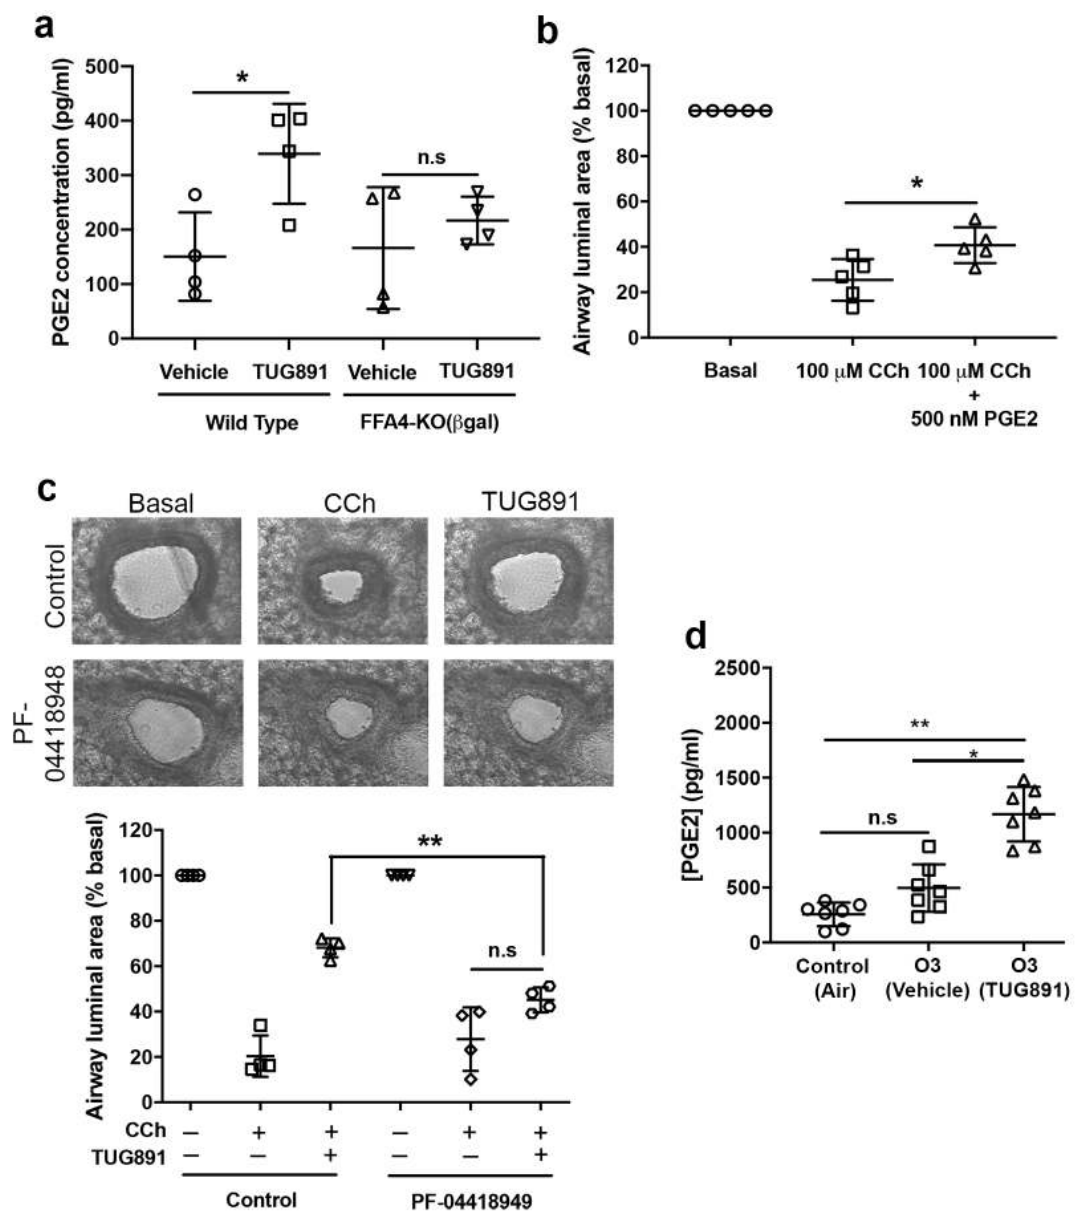 a
PGE2 concentration (pg/ml)
500
400
300
200
100
0
*
n.s
Vehicle TUG891 Vehicle TUG891
Wild Type FFA4-KO(βgal)
b
Airway luminal area (% basal)
120
100
80
60
40
20
0
*
Basal 100 μM CCh 100 μM CCh
+
500 nM PGE2
c
Basal CCh TUG891
Control
PF-
04418948
Airway luminal area (% basal)
120
100
80
60
40
20
0
**
n.s
CCh – + + – + +
TUG891 – – + – – +
Control PF-04418949
d
[PGE2] (pg/ml)
2500
2000
1500
1000
500
0
**
*
n.s
Control O3 O3
(Air) (Vehicle) (TUG891)